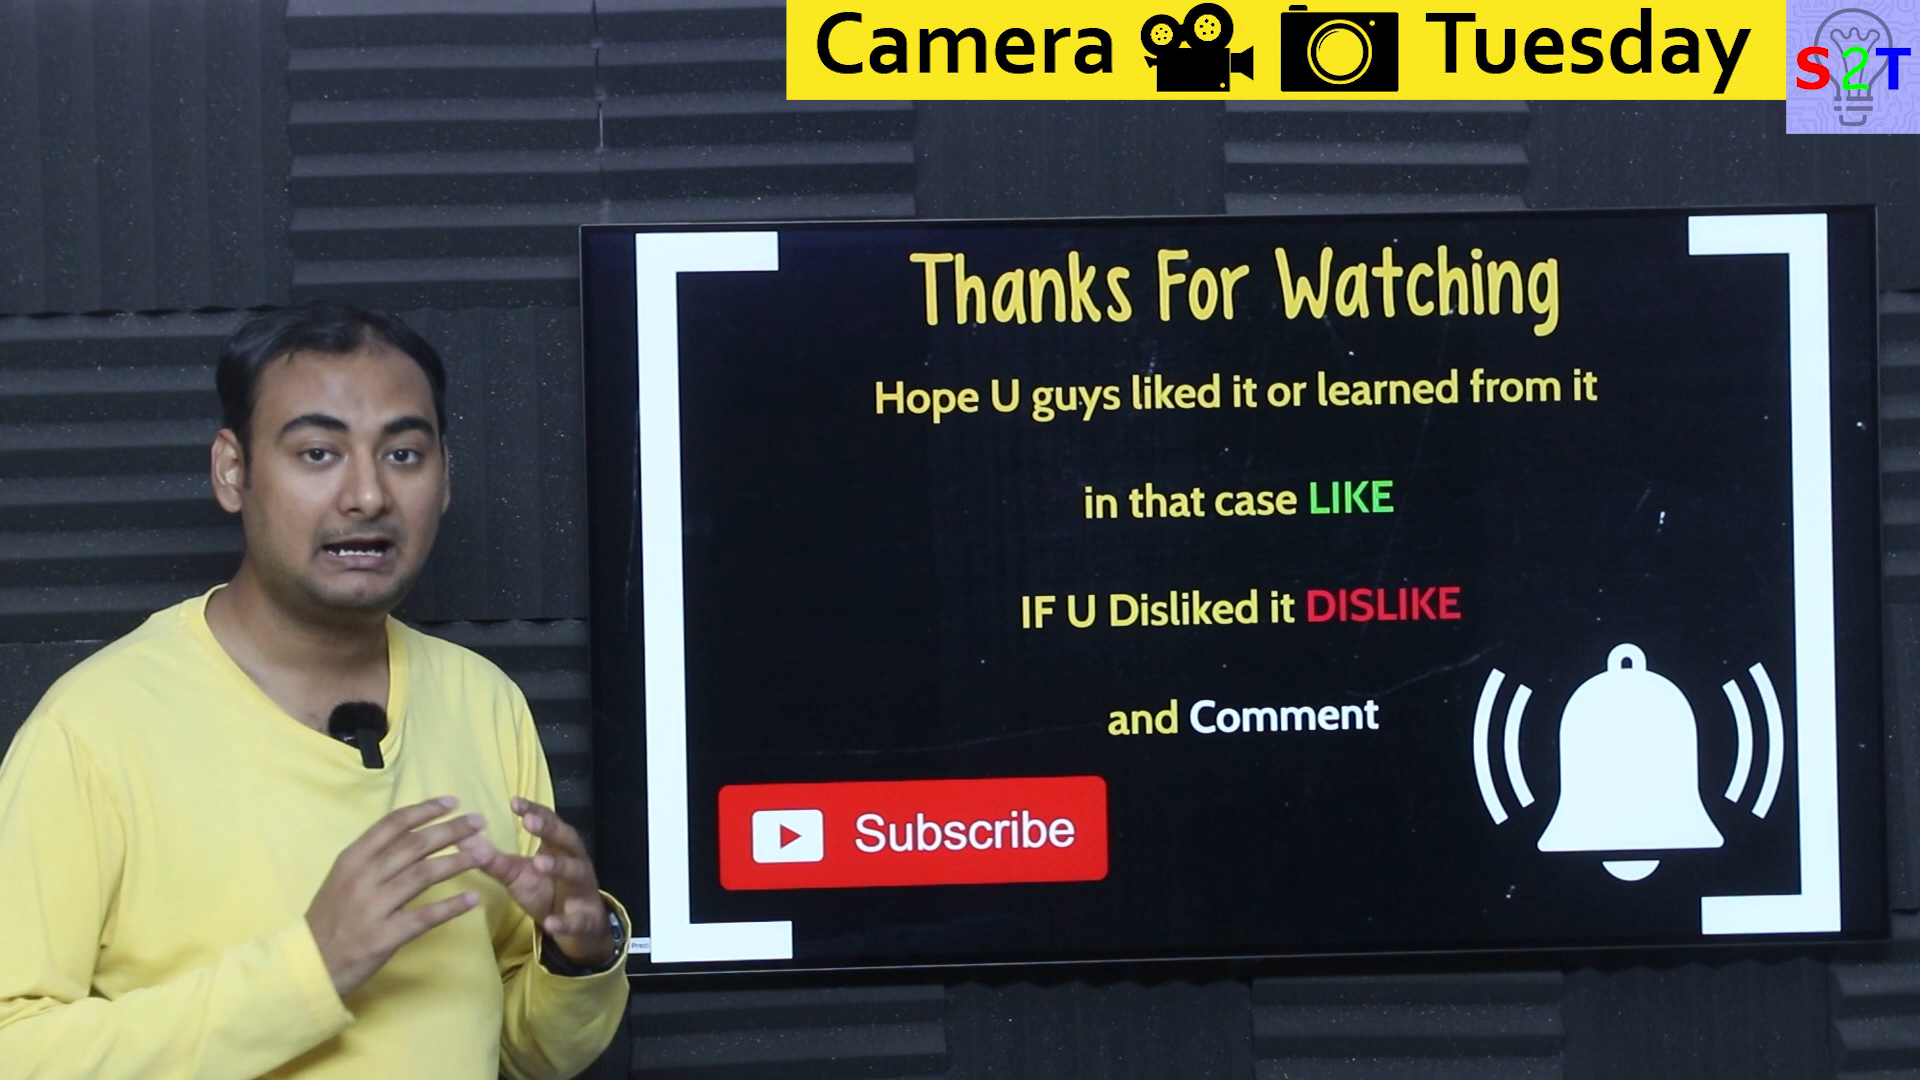 Camera Tuesday
S2T
Thanks For Watching
Hope U guys liked it or learned from it
in that case LIKE
IF U Disliked it DISLIKE
and Comment
Subscribe
Prezi